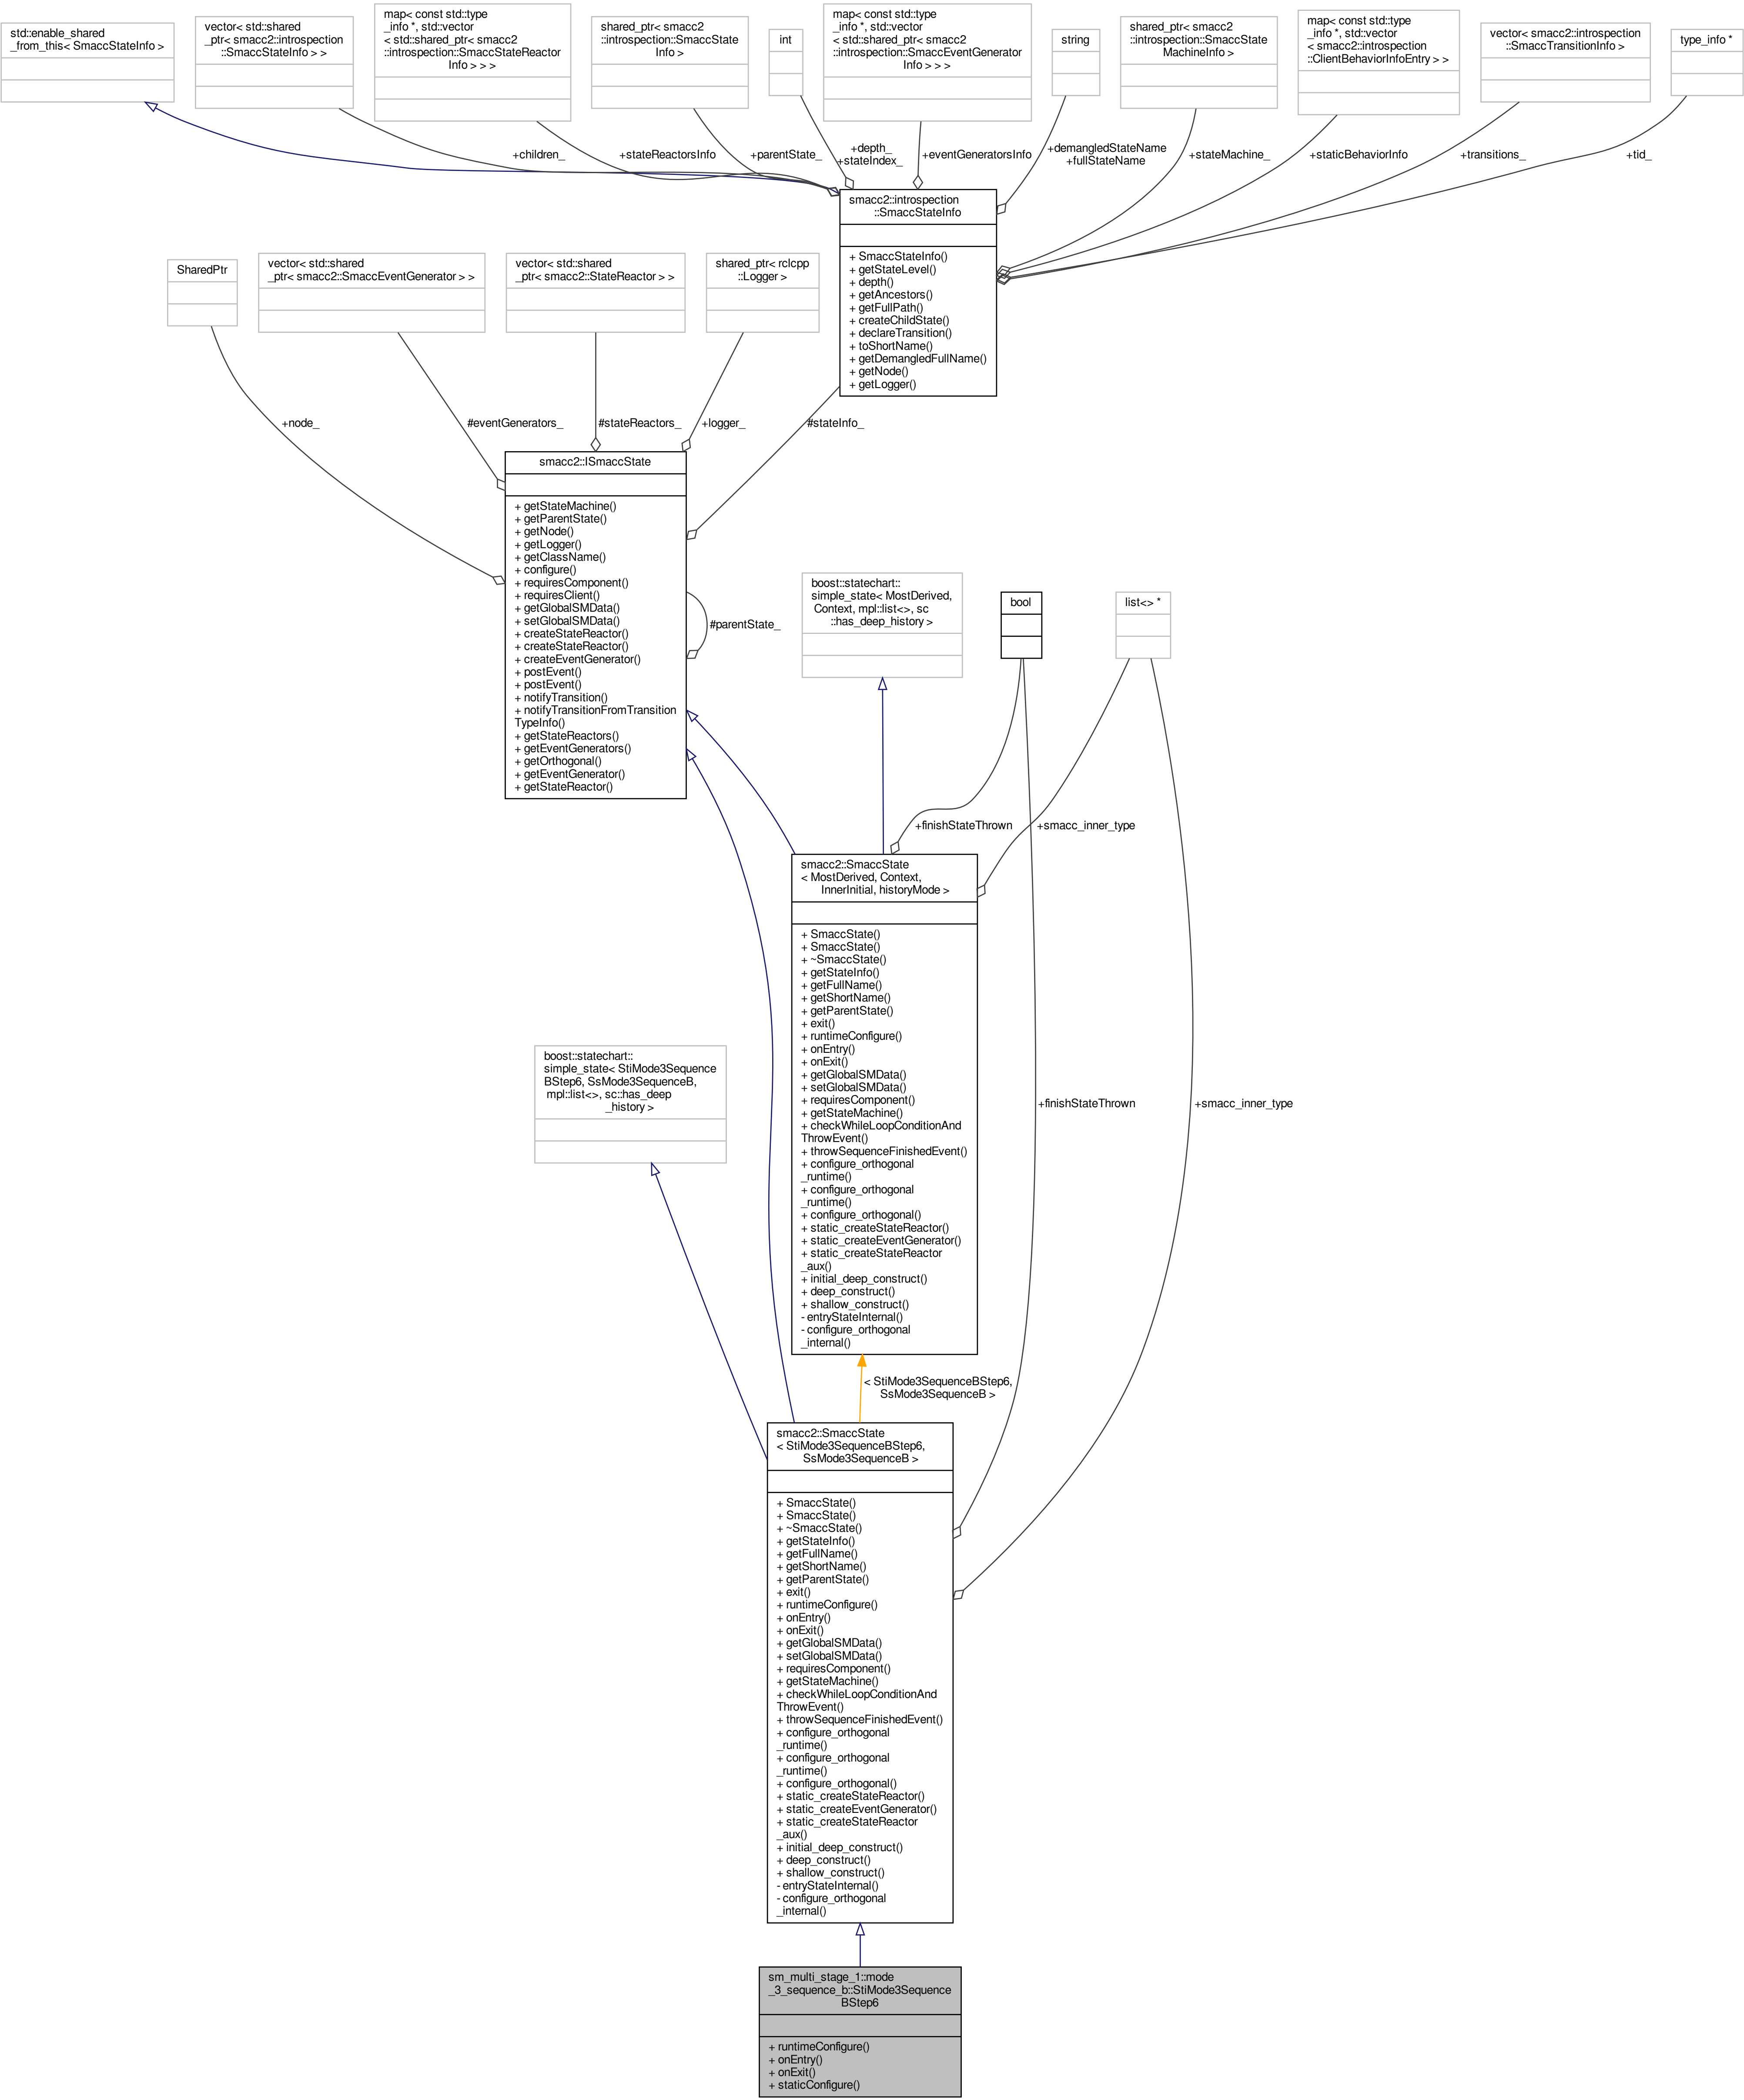 std::enable_shared
_from_this< SmaccStateInfo >
vector< std::shared
_ptr< smacc2::introspection
::SmaccStateInfo > >
map< const std::type
_info *, std::vector
< std::shared_ptr< smacc2
::introspection::SmaccStateReactor
Info > > >
shared_ptr< smacc2
::introspection::SmaccState
Info >
int
map< const std::type
_info *, std::vector
< std::shared_ptr< smacc2
::introspection::SmaccEventGenerator
Info > > >
string
shared_ptr< smacc2
::introspection::SmaccState
MachineInfo >
map< const std::type
_info *, std::vector
< smacc2::introspection
::ClientBehaviorInfoEntry > >
vector< smacc2::introspection
::SmaccTransitionInfo >
type_info *
+children_
+stateReactorsInfo
+parentState_
+depth_
+stateIndex_
+eventGeneratorsInfo
+demangledStateName
+fullStateName
+stateMachine_
+staticBehaviorInfo
+transitions_
+tid_
smacc2::introspection
::SmaccStateInfo
+ SmaccStateInfo()
+ getStateLevel()
+ depth()
+ getAncestors()
+ getFullPath()
+ createChildState()
+ declareTransition()
+ toShortName()
+ getDemangledFullName()
+ getNode()
+ getLogger()
SharedPtr
vector< std::shared
_ptr< smacc2::SmaccEventGenerator > >
vector< std::shared
_ptr< smacc2::StateReactor > >
shared_ptr< rclcpp
::Logger >
+node_
#eventGenerators_
#stateReactors_
+logger_
#stateInfo_
smacc2::ISmaccState
+ getStateMachine()
+ getParentState()
+ getNode()
+ getLogger()
+ getClassName()
+ configure()
+ requiresComponent()
+ requiresClient()
+ getGlobalSMData()
+ setGlobalSMData()
+ createStateReactor()
+ createStateReactor()
+ createEventGenerator()
+ postEvent()
+ postEvent()
+ notifyTransition()
+ notifyTransitionFromTransition
TypeInfo()
+ getStateReactors()
+ getEventGenerators()
+ getOrthogonal()
+ getEventGenerator()
+ getStateReactor()
#parentState_
boost::statechart::
simple_state< MostDerived,
Context, mpl::list<>, sc
::has_deep_history >
bool
list<> *
+finishStateThrown
+smacc_inner_type
smacc2::SmaccState
< MostDerived, Context,
InnerInitial, historyMode >
+ SmaccState()
+ SmaccState()
+ ~SmaccState()
+ getStateInfo()
+ getFullName()
+ getShortName()
+ getParentState()
+ exit()
+ runtimeConfigure()
+ onEntry()
+ onExit()
+ getGlobalSMData()
+ setGlobalSMData()
+ requiresComponent()
+ getStateMachine()
+ checkWhileLoopConditionAnd
ThrowEvent()
+ throwSequenceFinishedEvent()
+ configure_orthogonal
_runtime()
+ configure_orthogonal
_runtime()
+ configure_orthogonal()
+ static_createStateReactor()
+ static_createEventGenerator()
+ static_createStateReactor
_aux()
+ initial_deep_construct()
+ deep_construct()
+ shallow_construct()
- entryStateInternal()
- configure_orthogonal
_internal()
boost::statechart::
simple_state< StiMode3Sequence
BStep6, SsMode3SequenceB,
mpl::list<>, sc::has_deep
_history >
+finishStateThrown
+smacc_inner_type
< StiMode3SequenceBStep6,
SsMode3SequenceB >
smacc2::SmaccState
< StiMode3SequenceBStep6,
SsMode3SequenceB >
+ SmaccState()
+ SmaccState()
+ ~SmaccState()
+ getStateInfo()
+ getFullName()
+ getShortName()
+ getParentState()
+ exit()
+ runtimeConfigure()
+ onEntry()
+ onExit()
+ getGlobalSMData()
+ setGlobalSMData()
+ requiresComponent()
+ getStateMachine()
+ checkWhileLoopConditionAnd
ThrowEvent()
+ throwSequenceFinishedEvent()
+ configure_orthogonal
_runtime()
+ configure_orthogonal
_runtime()
+ configure_orthogonal()
+ static_createStateReactor()
+ static_createEventGenerator()
+ static_createStateReactor
_aux()
+ initial_deep_construct()
+ deep_construct()
+ shallow_construct()
- entryStateInternal()
- configure_orthogonal
_internal()
sm_multi_stage_1::mode
_3_sequence_b::StiMode3Sequence
BStep6
+ runtimeConfigure()
+ onEntry()
+ onExit()
+ staticConfigure()